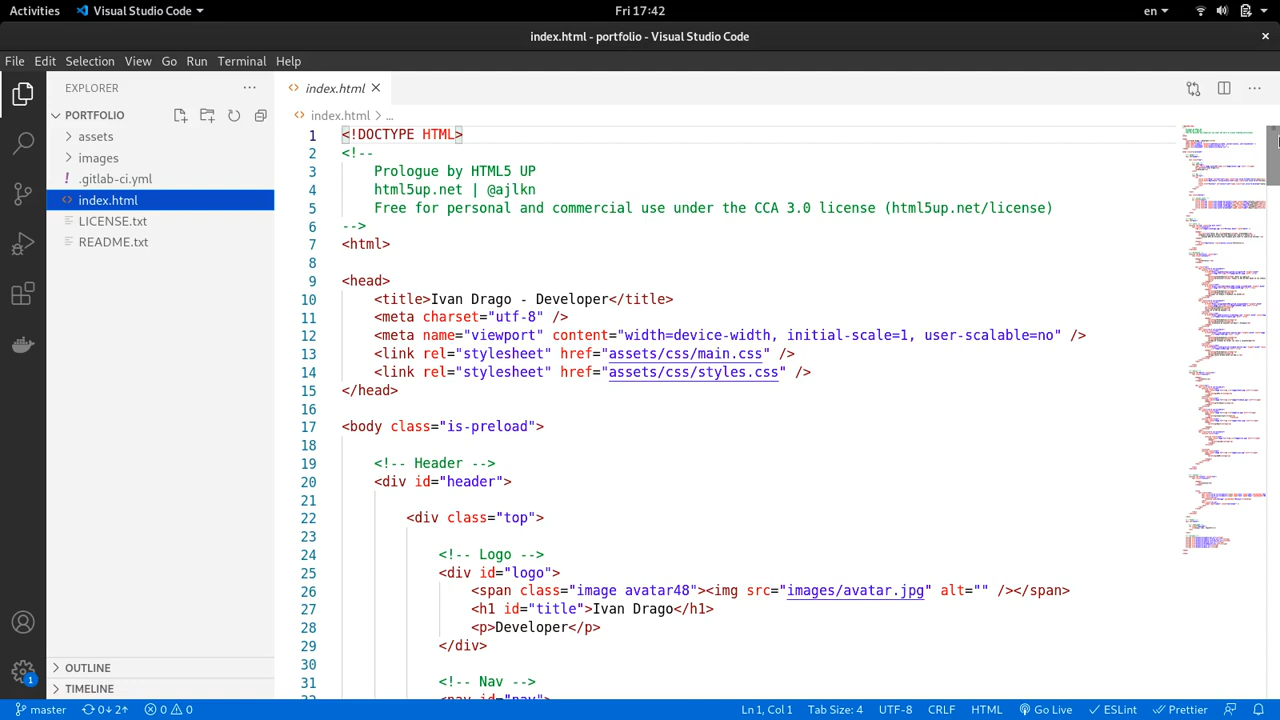 Activities Visual Studio Code Fri 17:42 en
index.html - portfolio - Visual Studio Code ×
File Edit Selection View Go Run Terminal Help
EXPLORER
PORTFOLIO
assets
images
.gitlab-ci.yml
index.html
LICENSE.txt
README.txt
OUTLINE
TIMELINE
1
index.html ×
index.html > ...
1 <!DOCTYPE HTML>
2 <!--
3 Prologue by HTML5 UP
4 html5up.net | @ajlkn
5 Free for personal and commercial use under the CCA 3.0 license (html5up.net/license)
6 -->
7 <html>
8
9 <head>
10 <title>Ivan Drago | Developer</title>
11 <meta charset="utf-8" />
12 <meta name="viewport" content="width=device-width, initial-scale=1, user-scalable=no" />
13 <link rel="stylesheet" href="assets/css/main.css" />
14 <link rel="stylesheet" href="assets/css/styles.css" />
15 </head>
16
17 <body class="is-preload">
18
19 <!-- Header -->
20 <div id="header">
21
22 <div class="top">
23
24 <!-- Logo -->
25 <div id="logo">
26 <span class="image avatar48"><img src="images/avatar.jpg" alt="" /></span>
27 <h1 id="title">Ivan Drago</h1>
28 <p>Developer</p>
29 </div>
30
31 <!-- Nav -->
32 <nav id="nav">
master 0↓ 2↑ 0 0 Ln 1, Col 1 Tab Size: 4 UTF-8 CRLF HTML Go Live ESLint Prettier